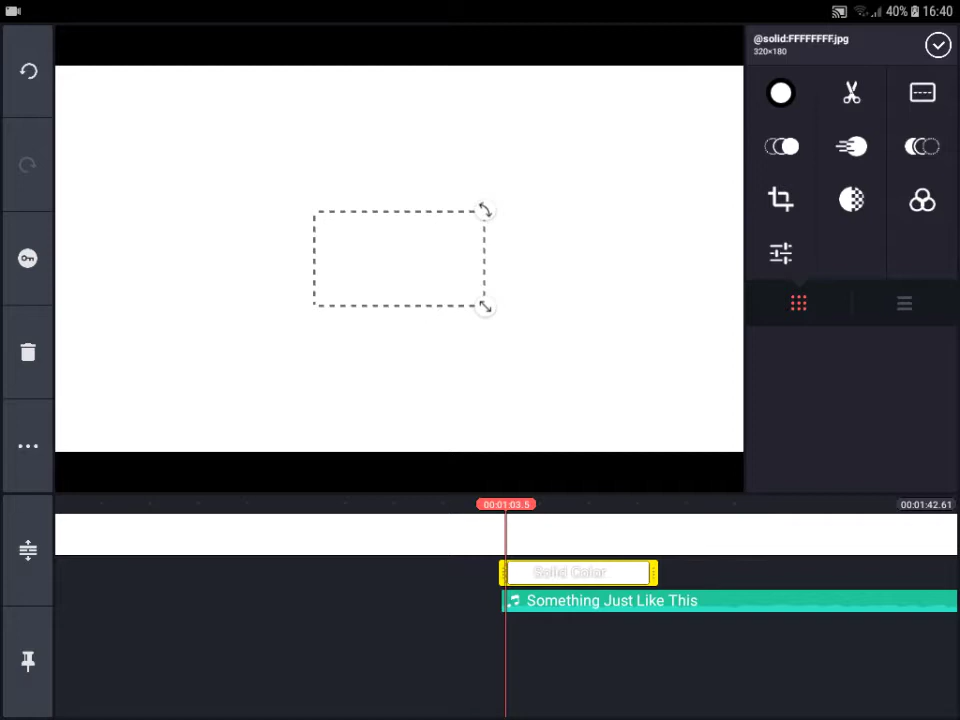 40% 16:40
@solid:FFFFFFFF.jpg
320×180
00:01:03.5
00:01:42.61
Solid Color
Something Just Like This